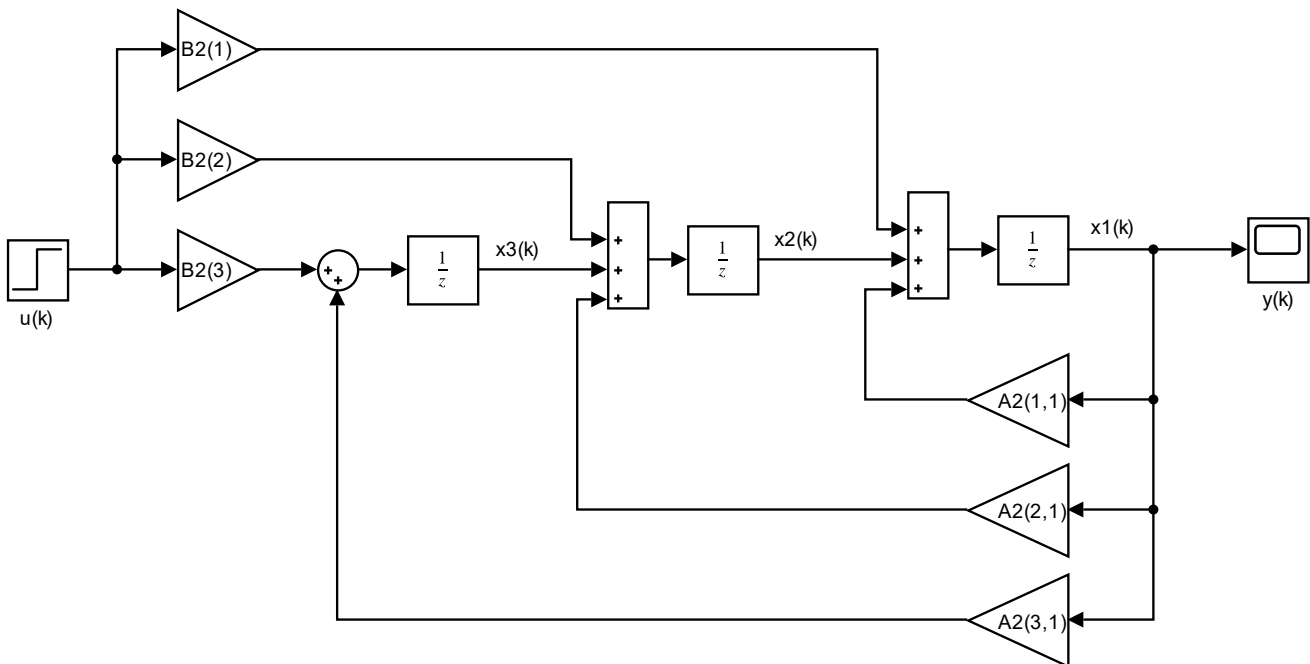 B2(1)
B2(2)
B2(3)
u(k)
+
+
1
z
x3(k)
+
+
+
1
z
x2(k)
+
+
+
1
z
x1(k)
y(k)
A2(1,1)
A2(2,1)
A2(3,1)